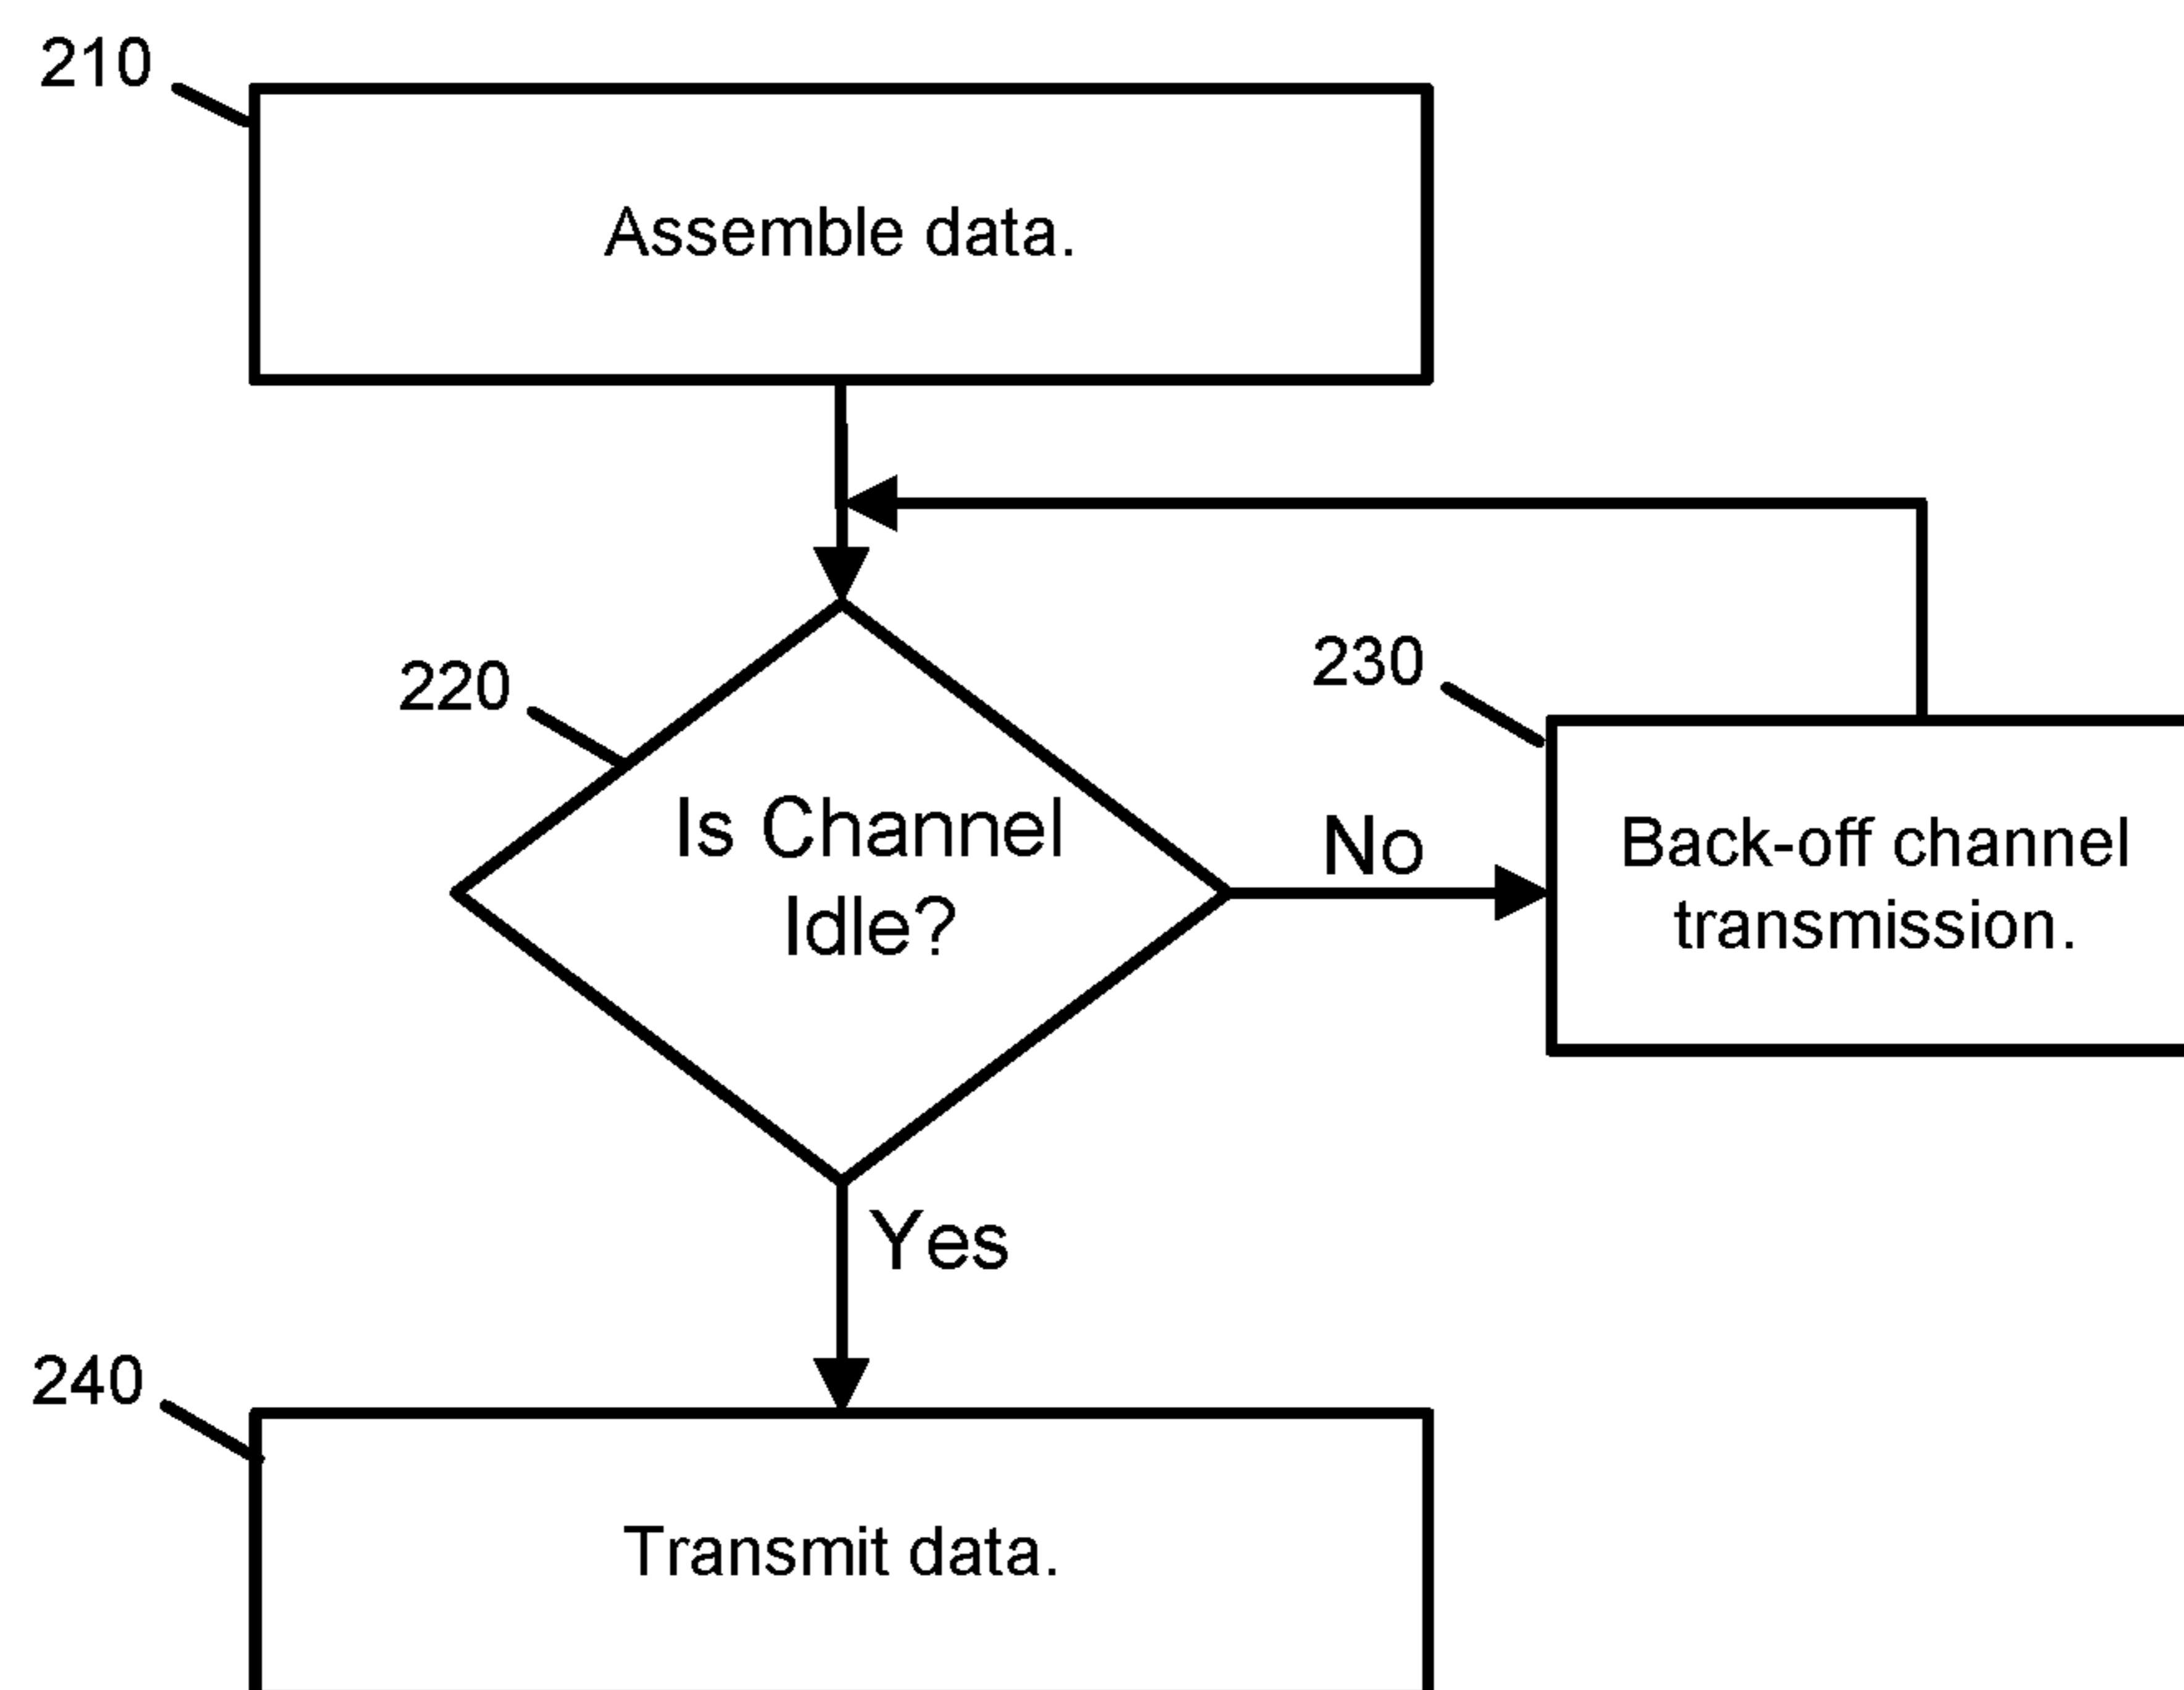 210
Assemble data.
220
Is Channel
Idle?
230
No
Back-off channel
transmission.
Yes
240
Transmit data.